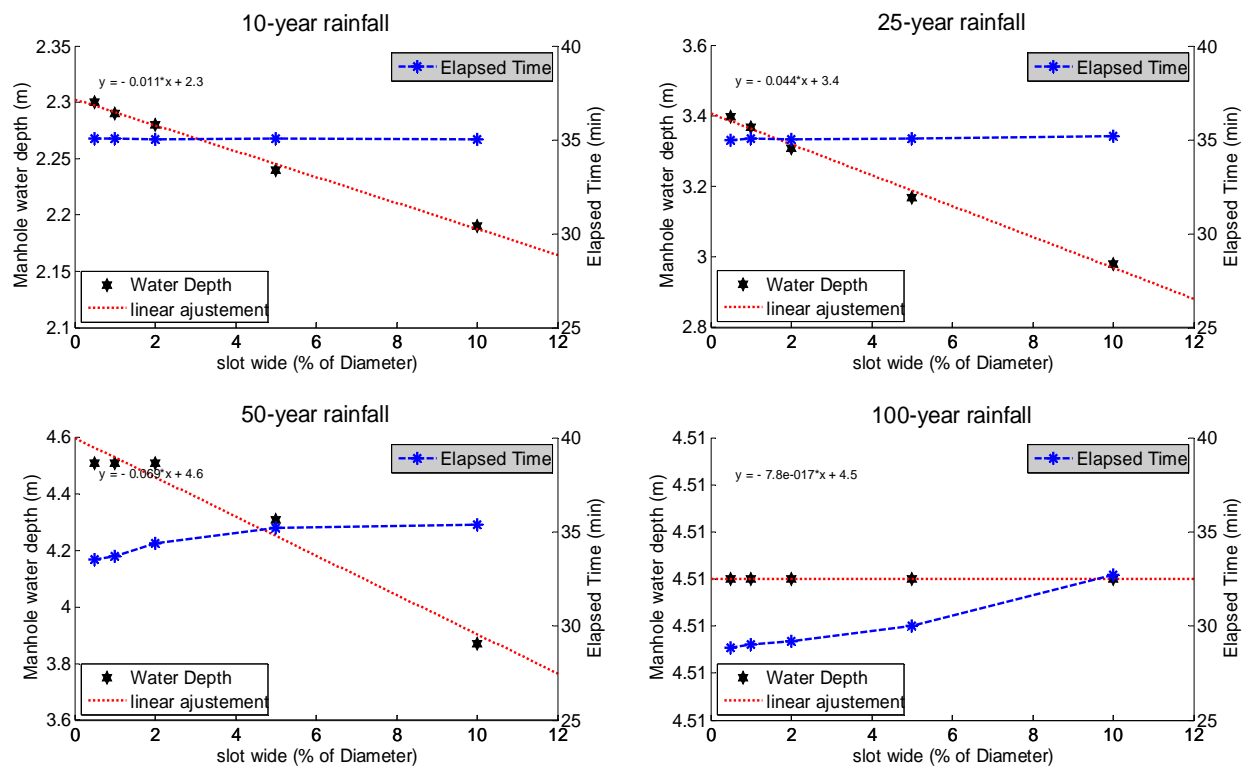 10-year rainfall
2.35
2.3
2.25
2.2
2.15
2.1
Manhole water depth (m)
y = - 0.011*x + 2.3
Elapsed Time
Water Depth
linear ajustement
40
35
30
25
Elapsed Time (min)
0 2 4 6 8 10 12
slot wide (% of Diameter)
25-year rainfall
3.6
3.4
3.2
3
2.8
Manhole water depth (m)
y = - 0.044*x + 3.4
Elapsed Time
Water Depth
linear ajustement
40
35
30
25
Elapsed Time (min)
0 2 4 6 8 10 12
slot wide (% of Diameter)
50-year rainfall
4.6
4.4
4.2
4
3.8
3.6
Manhole water depth (m)
y = - 0.069*x + 4.6
Elapsed Time
Water Depth
linear ajustement
40
35
30
25
Elapsed Time (min)
0 2 4 6 8 10 12
slot wide (% of Diameter)
100-year rainfall
4.51
4.51
4.51
4.51
4.51
4.51
4.51
Manhole water depth (m)
y = - 7.8e-017*x + 4.5
Elapsed Time
Water Depth
linear ajustement
40
35
30
25
Elapsed Time (min)
0 2 4 6 8 10 12
slot wide (% of Diameter)